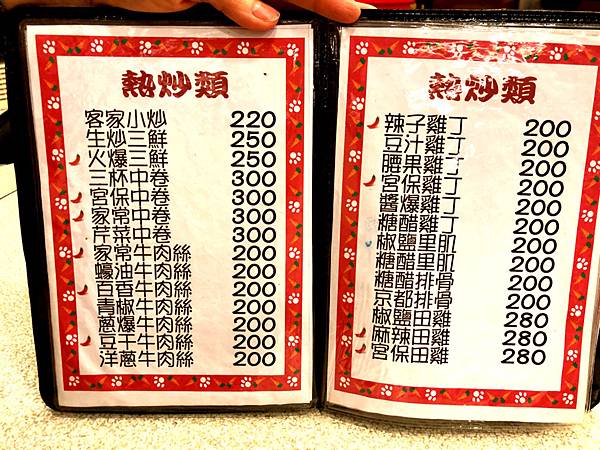 熱炒類
客家小炒 220
生炒三鮮 250
火爆三鮮 250
三杯中卷 300
宮保中卷 300
家常中卷 300
芹菜中卷 300
家常牛肉絲 200
蠔油牛肉絲 200
百香牛肉絲 200
青椒牛肉絲 200
蔥爆牛肉絲 200
豆干牛肉絲 200
洋蔥牛肉絲 200
熱炒類
辣子雞丁 200
豆汁雞丁 200
腰果雞丁 200
宮保雞丁 200
醬爆雞丁 200
糖醋雞丁 200
椒鹽里肌 200
糖醋里肌 200
糖醋排骨 200
京都排骨 200
椒鹽田雞 280
麻辣田雞 280
宮保田雞 280